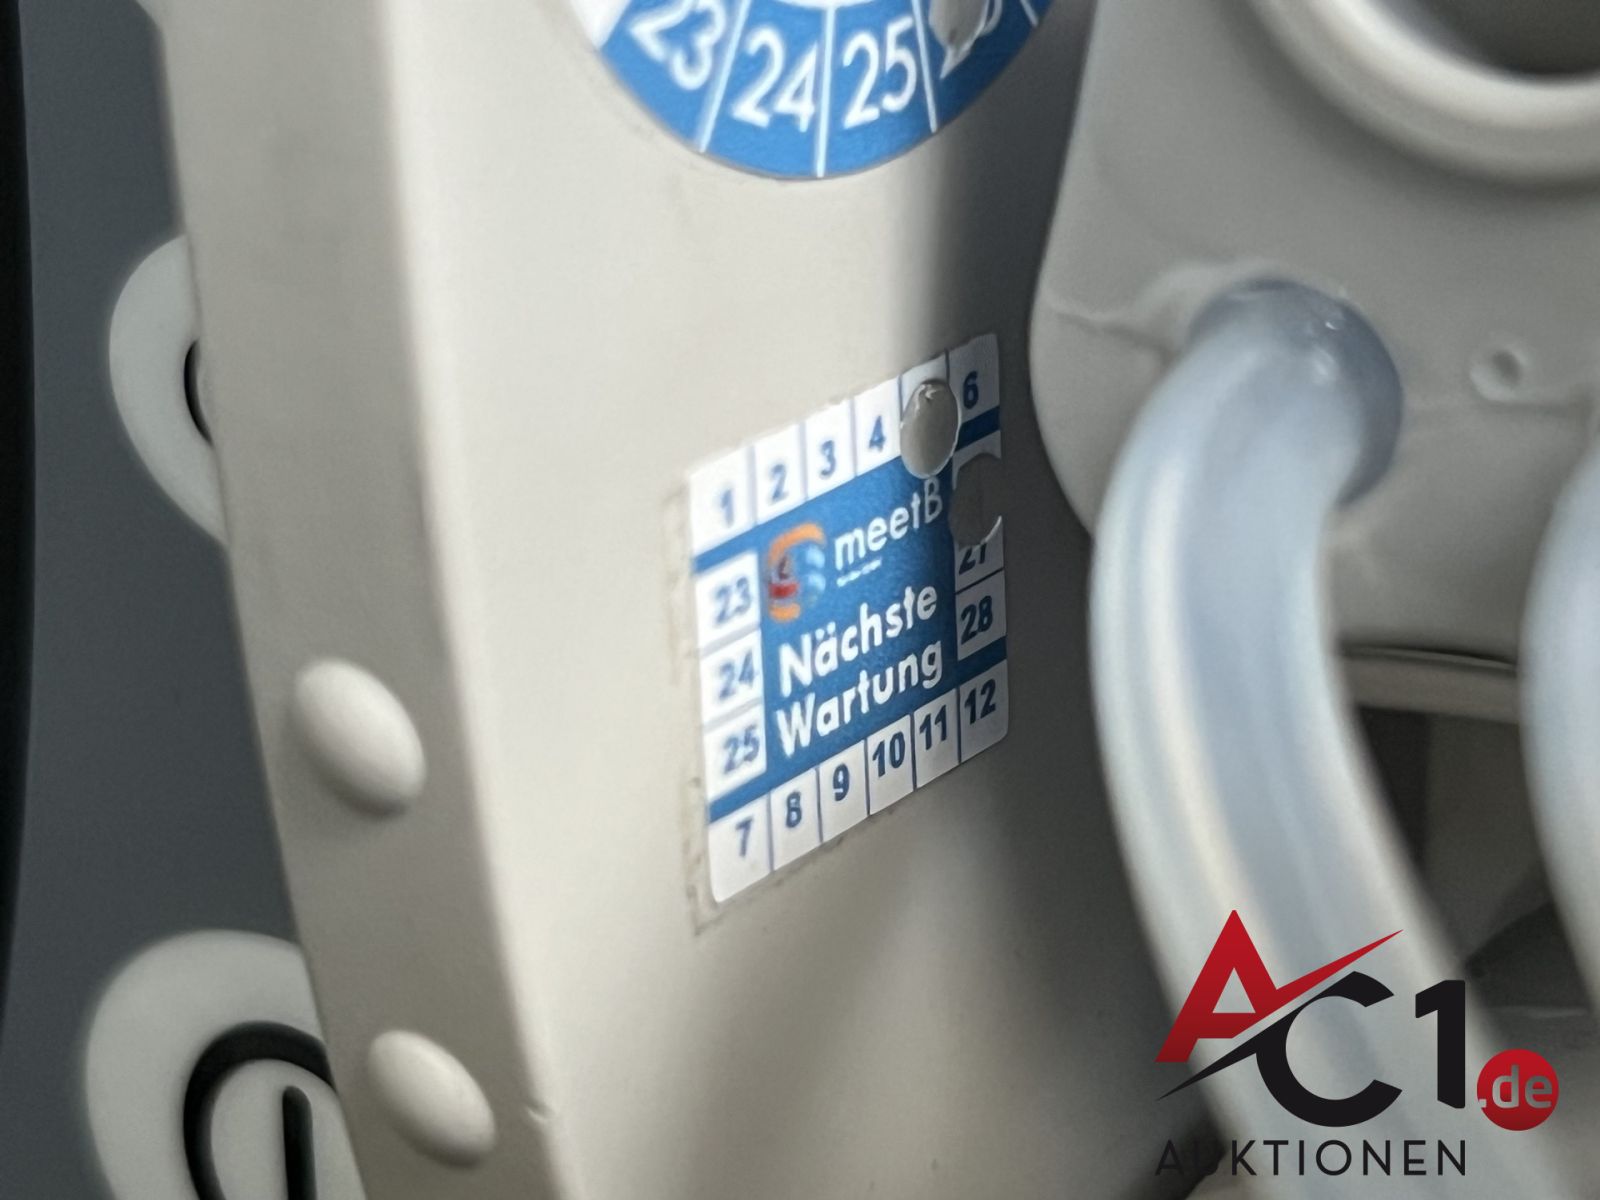 23 24 25
1 2 3 4 6
meetB
23
24
25
27
28
Nächste
Wartung
7 8 9 10 11 12
AC1.de
AUKTIONEN